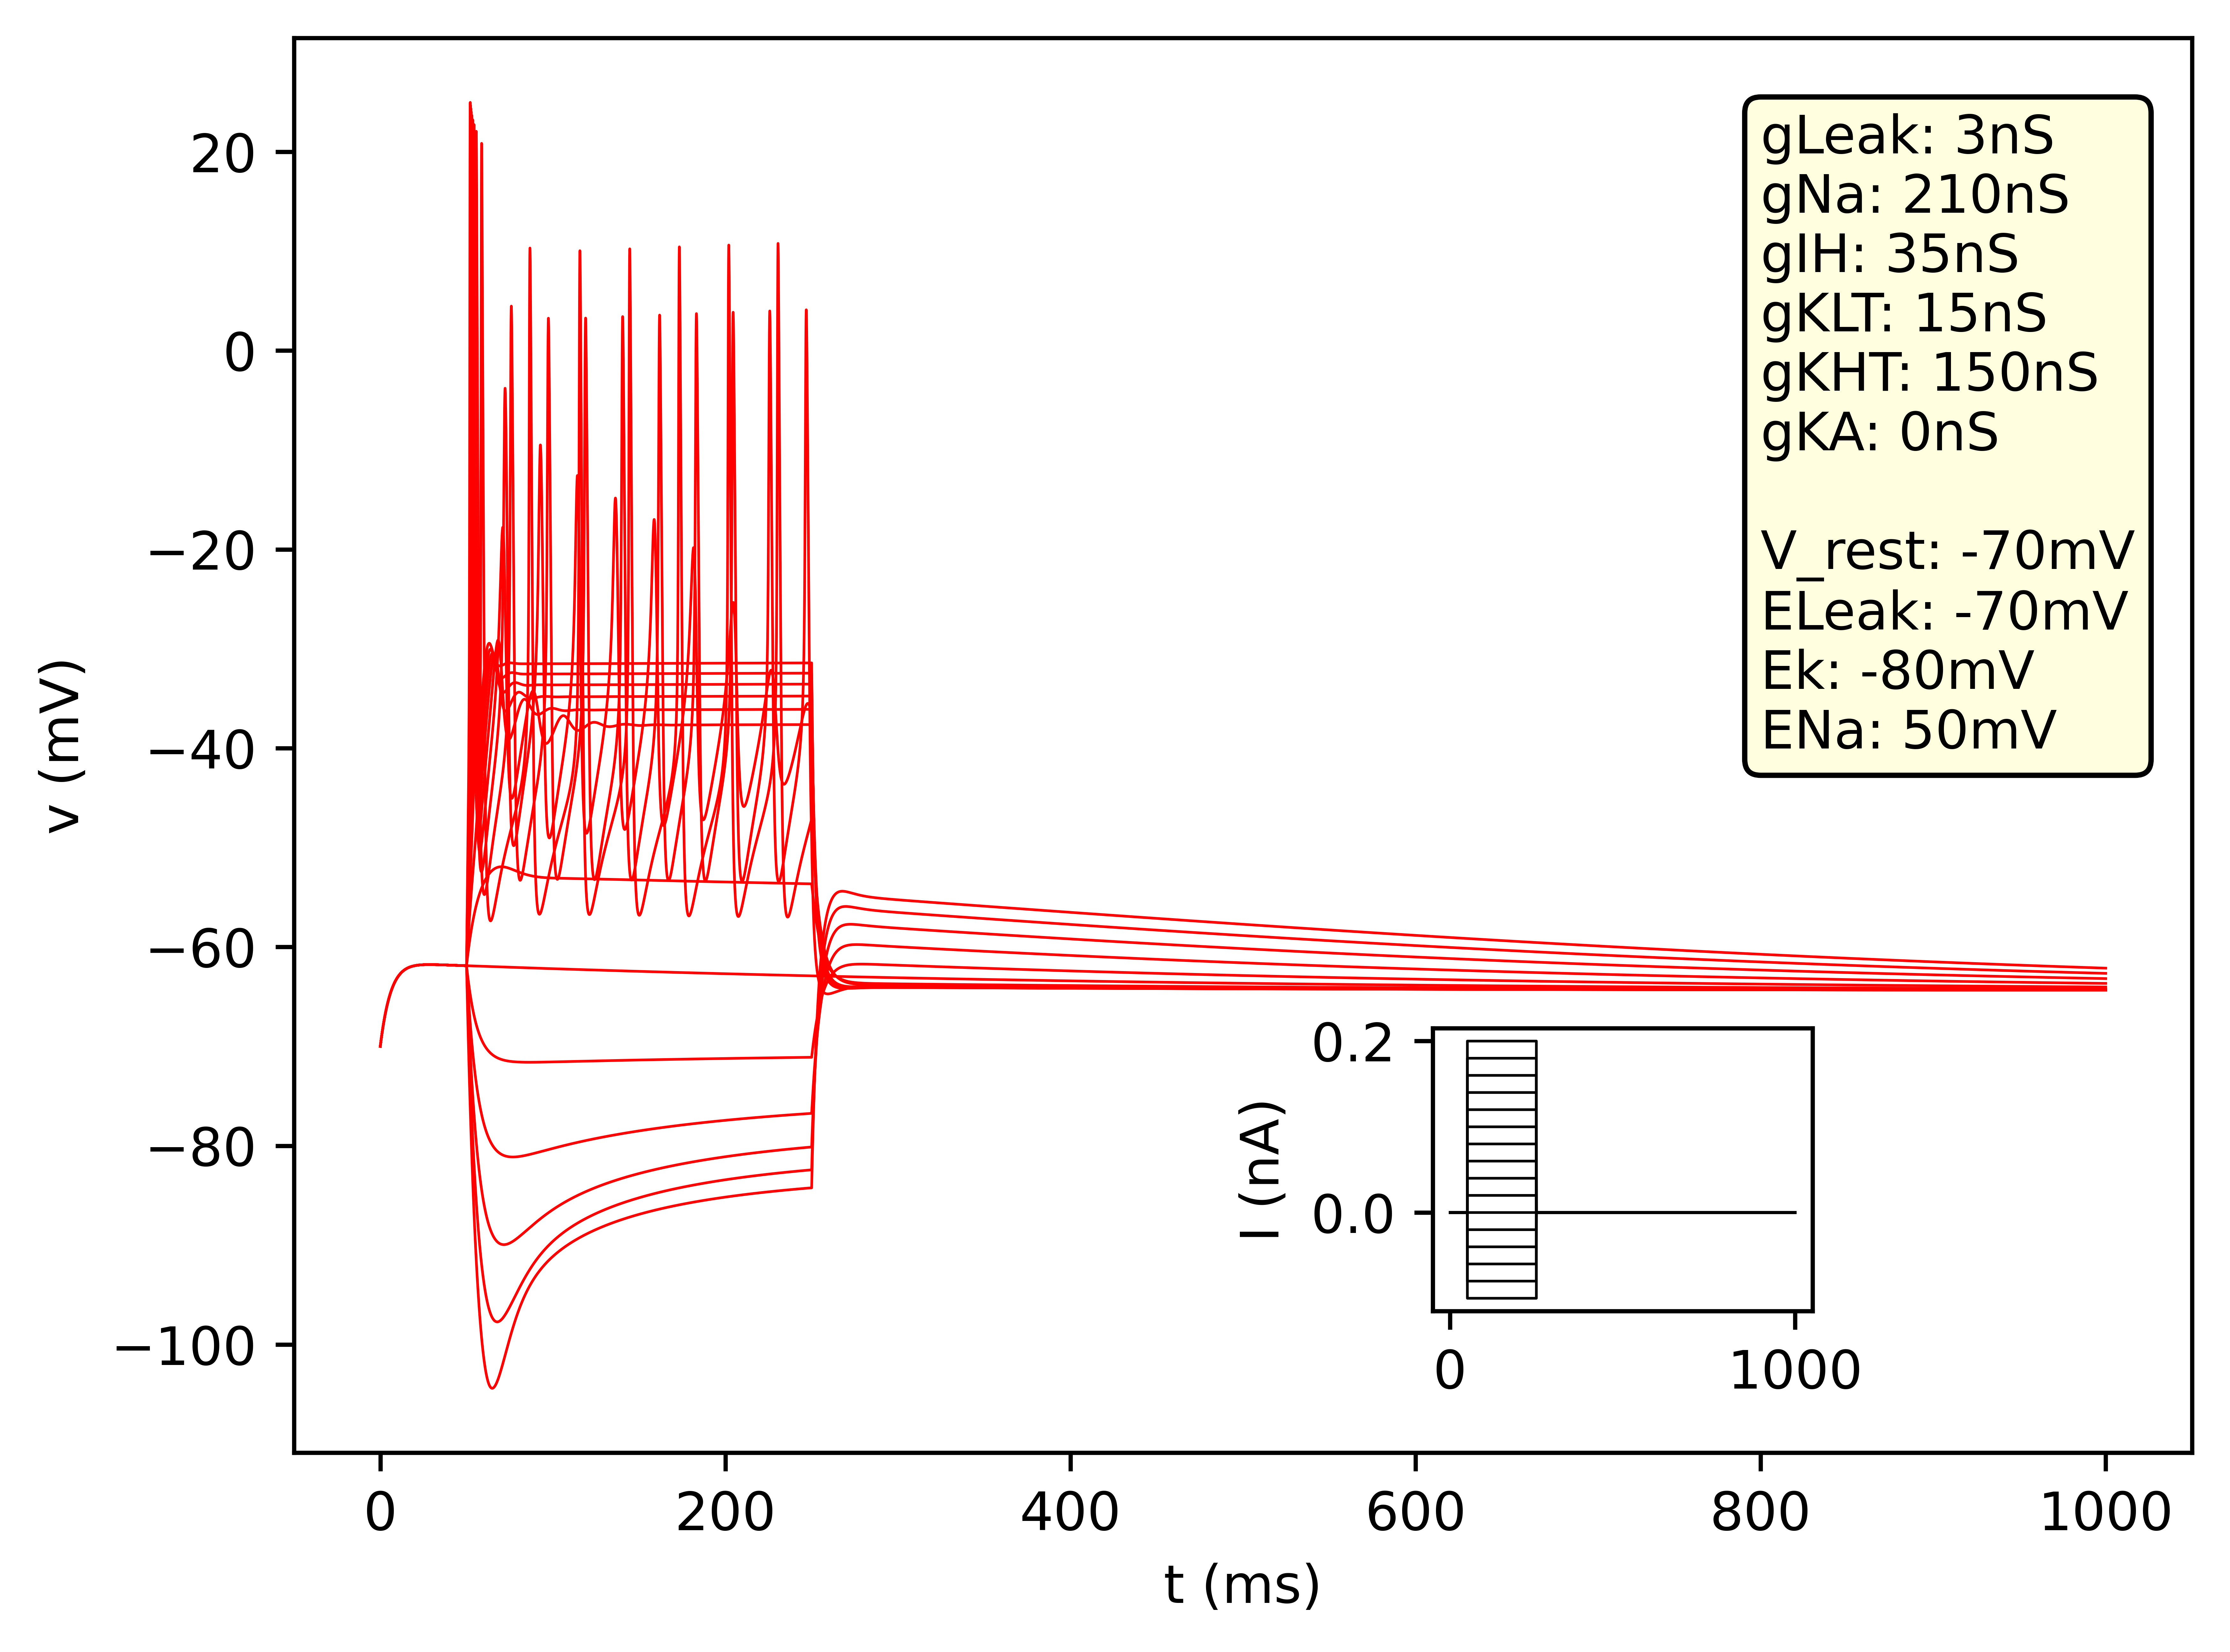 20
0
−20
−40
−60
−80
−100
v (mV)
0
200
400
600
800
1000
t (ms)
gLeak: 3nS
gNa: 210nS
gIH: 35nS
gKLT: 15nS
gKHT: 150nS
gKA: 0nS
V_rest: -70mV
ELeak: -70mV
Ek: -80mV
ENa: 50mV
0.2
0.0
I (nA)
0
1000